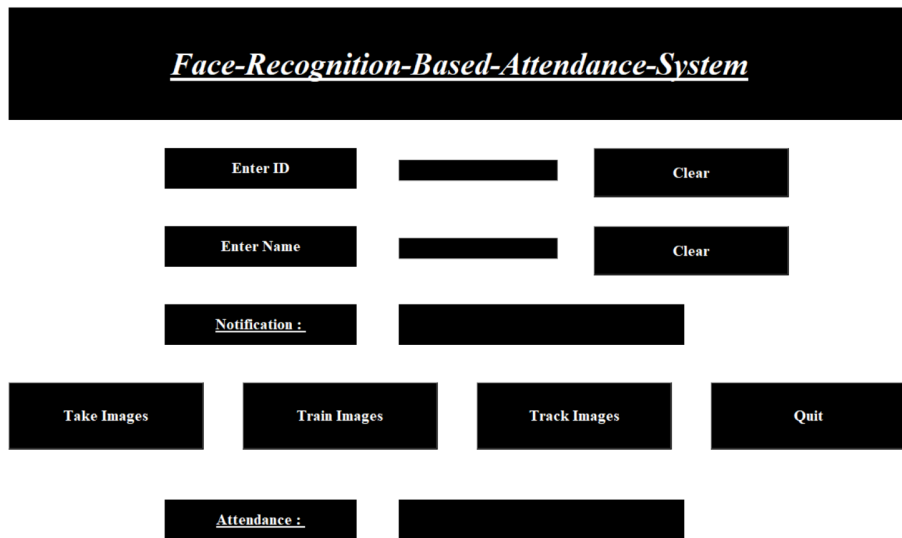 Face-Recognition-Based-Attendance-System
Enter ID
Clear
Enter Name
Clear
Notification :
Take Images
Train Images
Track Images
Quit
Attendance :